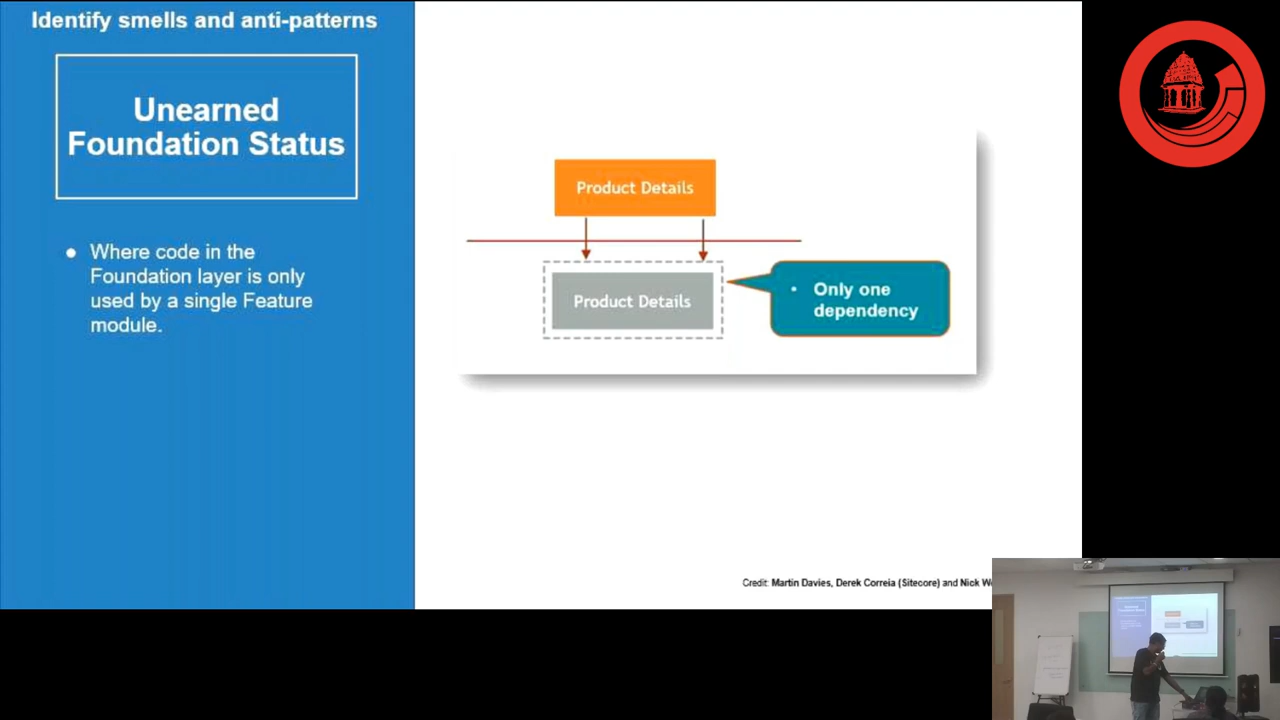 Identify smells and anti-patterns
Unearned
Foundation Status
● Where code in the
Foundation layer is only
used by a single Feature
module.
Product Details
Product Details
• Only one
dependency
Credit: Martin Davies, Derek Correia (Sitecore) and Nick